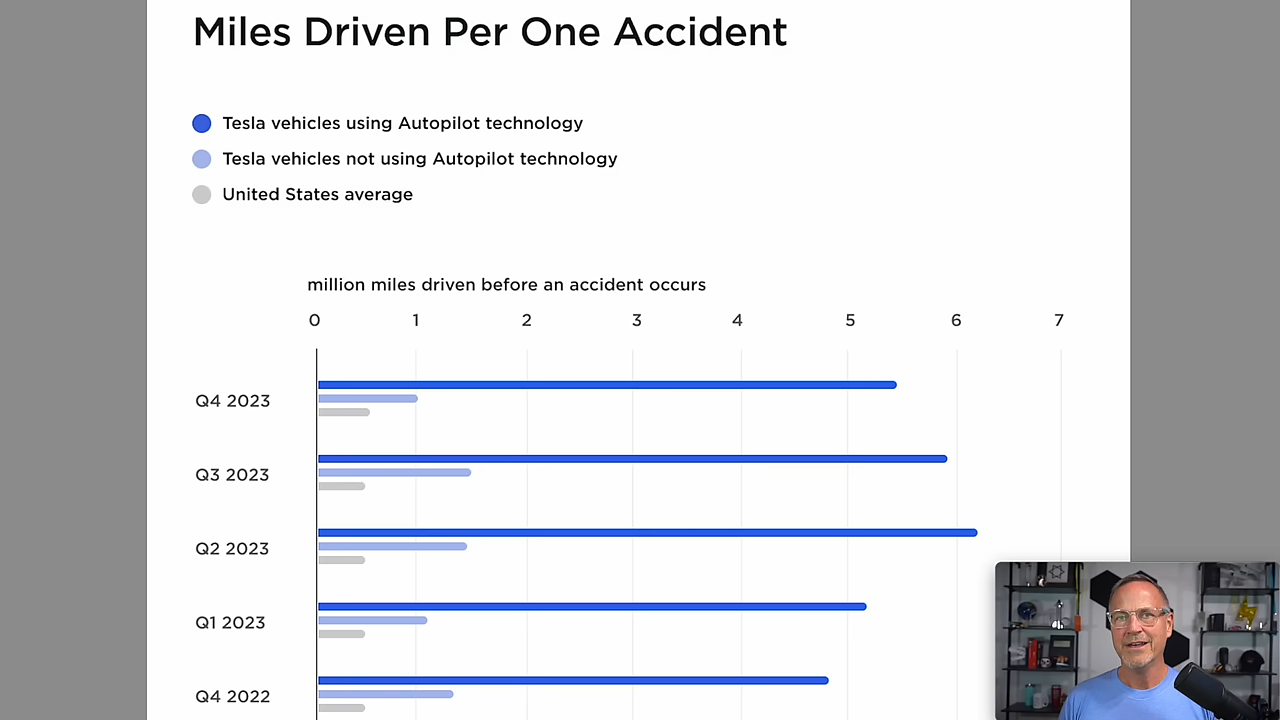 Miles Driven Per One Accident
Tesla vehicles using Autopilot technology
Tesla vehicles not using Autopilot technology
United States average
million miles driven before an accident occurs
0 1 2 3 4 5 6 7
Q4 2023
Q3 2023
Q2 2023
Q1 2023
Q4 2022